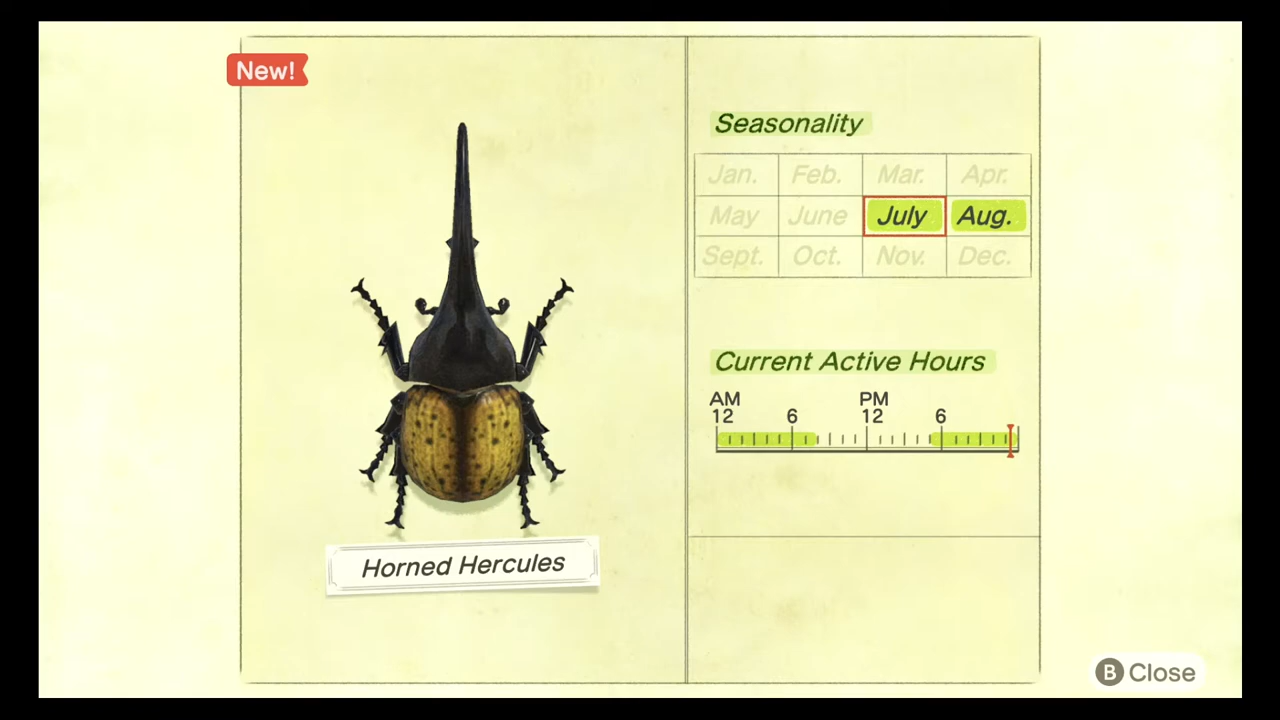 New!
Seasonality
Jan. Feb. Mar. Apr.
May June July Aug.
Sept. Oct. Nov. Dec.
Current Active Hours
AM PM
12 6 12 6
Horned Hercules
B Close